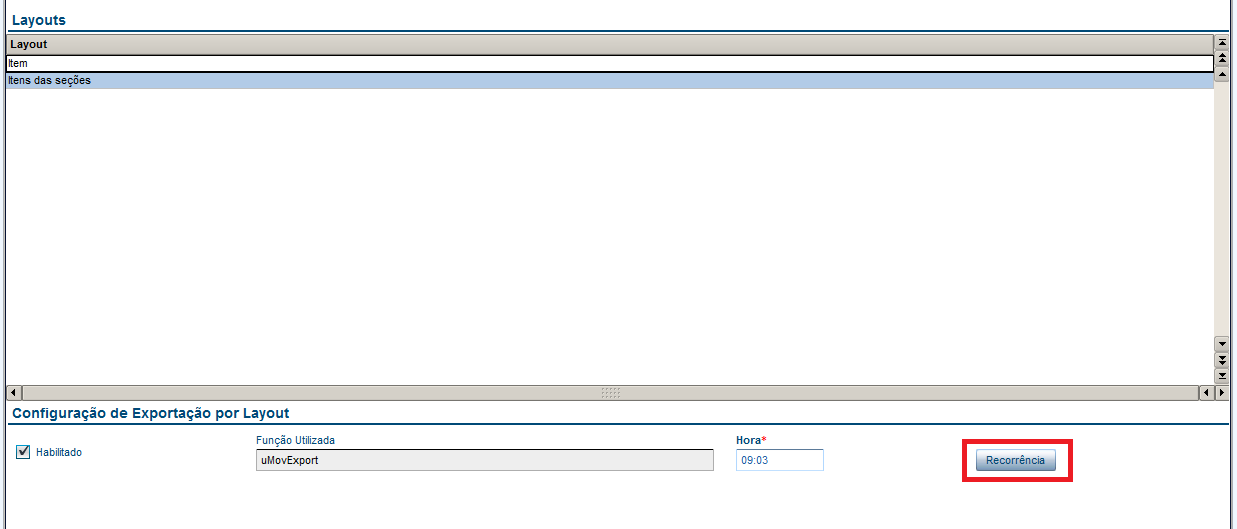 Layouts
Layout
Item
Itens das seções
Configuração de Exportação por Layout
Habilitado
Função Utilizada
uMovExport
Hora*
09:03
Recorrência